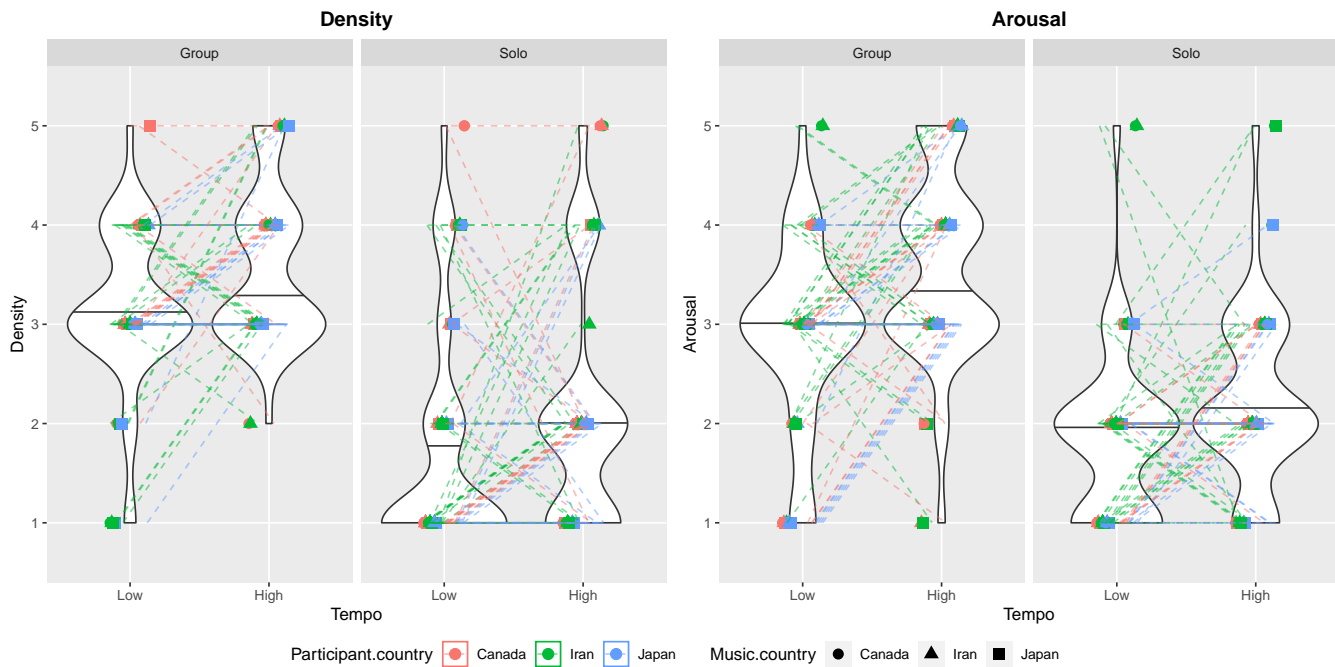 Density
Arousal
Group
Solo
Group
Solo
Density
5
4
3
2
1
Arousal
5
4
3
2
1
Low
High
Low
High
Low
High
Low
High
Tempo
Tempo
Participant.country
Canada
Iran
Japan
Music.country
Canada
Iran
Japan